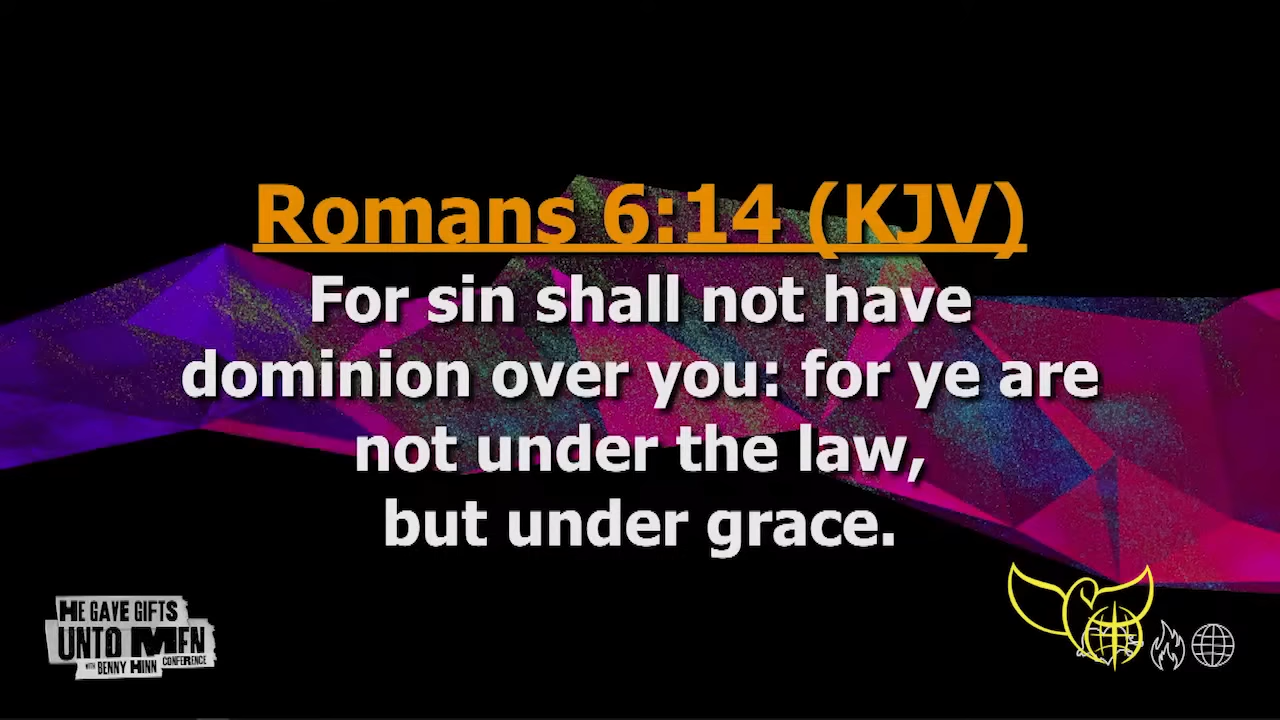 Romans 6:14 (KJV)
For sin shall not have
dominion over you: for ye are
not under the law,
but under grace.
HE GAVE GIFTS
UNTO MEN
WITH BENNY HINN CONFERENCE